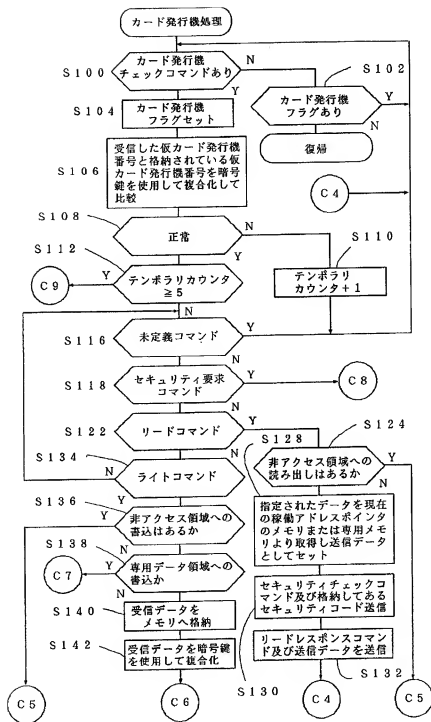 カード発行機処理
S100
カード発行機
チェックコマンドあり
N
Y
S102
カード発行機
フラグあり
Y
N
復帰
S104
カード発行機
フラグセット
S106
受信した仮カード発行機
番号と格納されている仮
カード発行機番号を暗号
鍵を使用して複合化して
比較
C4
S108
正常
N
Y
S110
テンポラリ
カウンタ+1
S112
テンポラリカウンタ
≧5
Y
C9
N
S116
未定義コマンド
Y
N
S118
セキュリティ要求
コマンド
Y
C8
N
S122
リードコマンド
Y
N
S124
非アクセス領域への
読み出しはあるか
Y
N
C5
S128
指定されたデータを現在
の稼働アドレスポインタ
のメモリまたは専用メモ
リより取得し送信データ
としてセット
S130
セキュリティチェックコ
マンド及び格納してある
セキュリティコード送信
S132
リードレスポンスコマン
ド及び送信データを送信
C4
S134
ライトコマンド
N
Y
S136
非アクセス領域への
書込はあるか
Y
C5
N
S138
専用データ領域への
書込か
Y
C7
N
S140
受信データを
メモリへ格納
S142
受信データを暗号鍵
を使用して複合化
C6